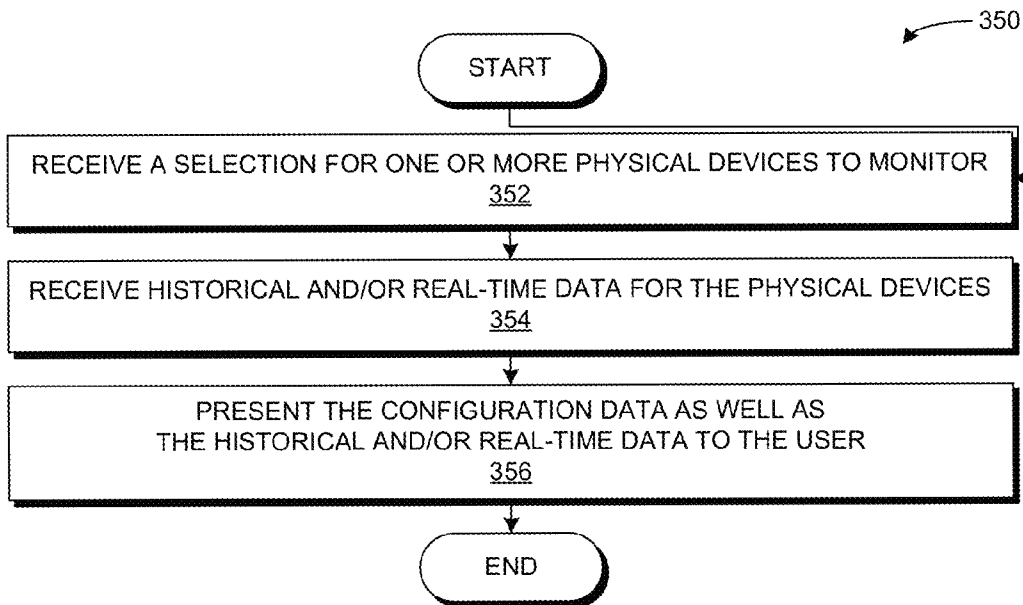 350
START
RECEIVE A SELECTION FOR ONE OR MORE PHYSICAL DEVICES TO MONITOR
352
RECEIVE HISTORICAL AND/OR REAL-TIME DATA FOR THE PHYSICAL DEVICES
354
PRESENT THE CONFIGURATION DATA AS WELL AS
THE HISTORICAL AND/OR REAL-TIME DATA TO THE USER
356
END